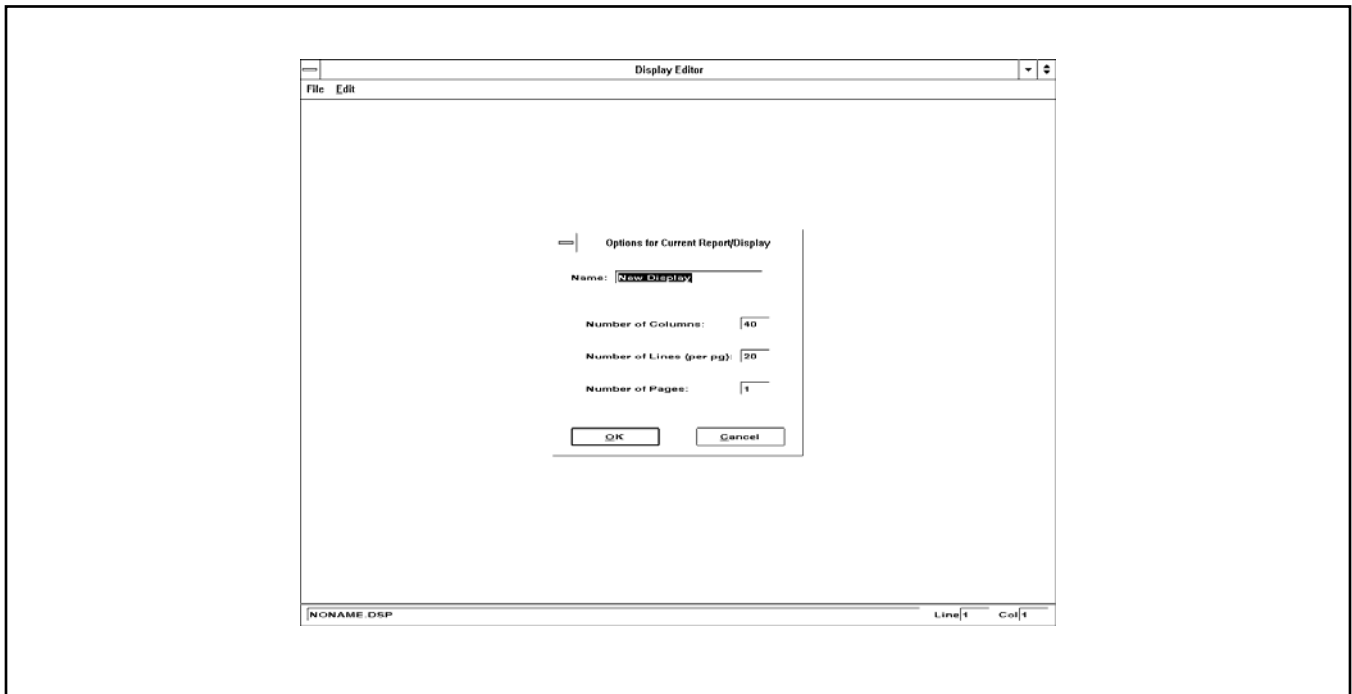 Display Editor
File Edit
Options for Current Report/Display
Name: New Display
Number of Columns: 40
Number of Lines (per pg): 20
Number of Pages: 1
OK Cancel
NONAME.DSP Line 1 Col 1